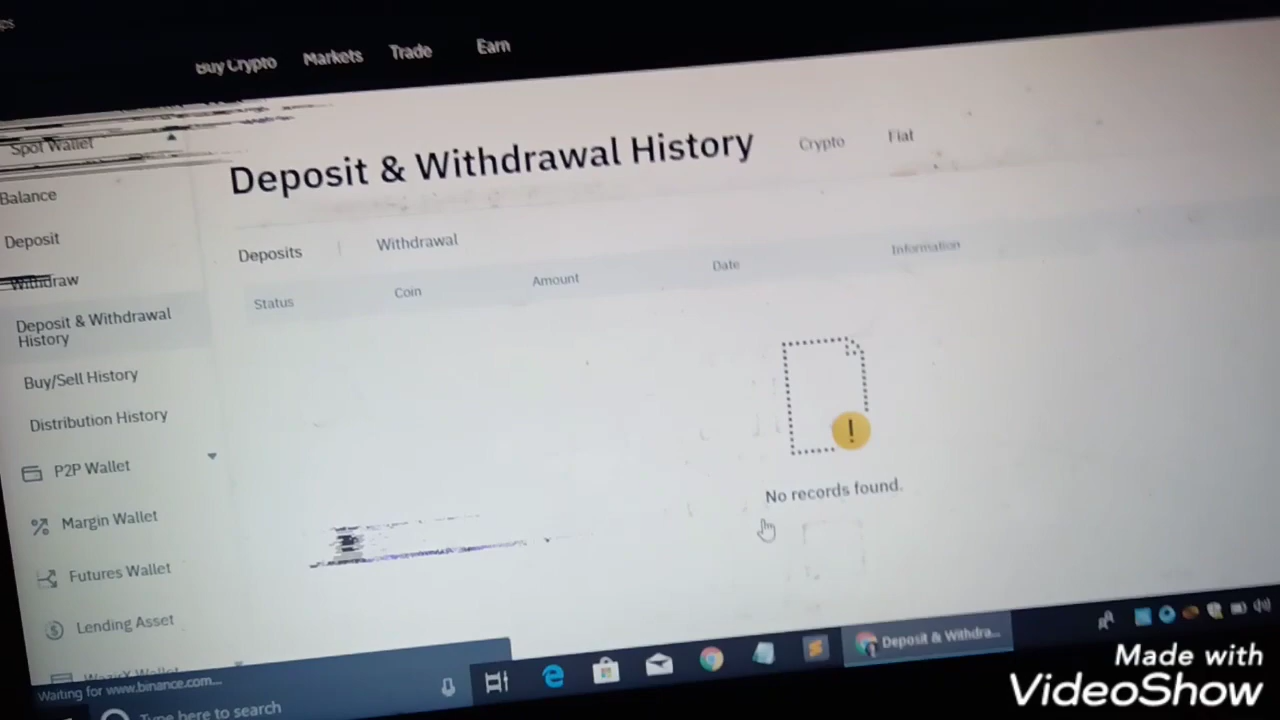 Buy Crypto Markets Trade Earn
Spot Wallet
Balance
Deposit
Withdraw
Deposit & Withdrawal
History
Buy/Sell History
Distribution History
P2P Wallet
Margin Wallet
Futures Wallet
Lending Asset
Deposit & Withdrawal History Crypto Fiat
Deposits | Withdrawal
Status Coin Amount Date Information
!
No records found.
Waiting for www.binance.com...
Type here to search
Deposit & Withdra...
Made with
VideoShow